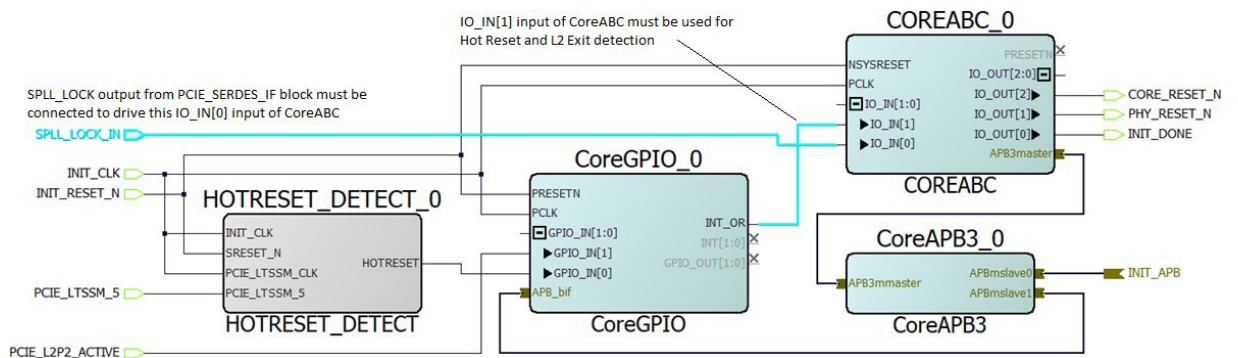 IO_IN[1] input of CoreABC must be used for
Hot Reset and L2 Exit detection
SPLL_LOCK output from PCIE_SERDES_IF block must be
connected to drive this IO_IN[0] input of CoreABC
SPLL_LOCK_IN
INIT_CLK
INIT_RESET_N
PCIE_LTSSM_5
PCIE_L2P2_ACTIVE
HOTRESET_DETECT_0
INIT_CLK
SRESET_N
PCIE_LTSSM_CLK
PCIE_LTSSM_5
HOTRESET
HOTRESET_DETECT
CoreGPIO_0
PRESETN
PCLK
GPIO_IN[1:0]
GPIO_IN[1]
GPIO_IN[0]
APB_bif
INT_OR
INT[1:0]
GPIO_OUT[1:0]
CoreGPIO
COREABC_0
PRESETN
NSYSRESET
PCLK
IO_IN[1:0]
IO_IN[1]
IO_IN[0]
IO_OUT[2:0]
IO_OUT[2]
IO_OUT[1]
IO_OUT[0]
APB3master
COREABC
CORE_RESET_N
PHY_RESET_N
INIT_DONE
CoreAPB3_0
APB3mmaster
APBmslave0
APBmslave1
CoreAPB3
INIT_APB